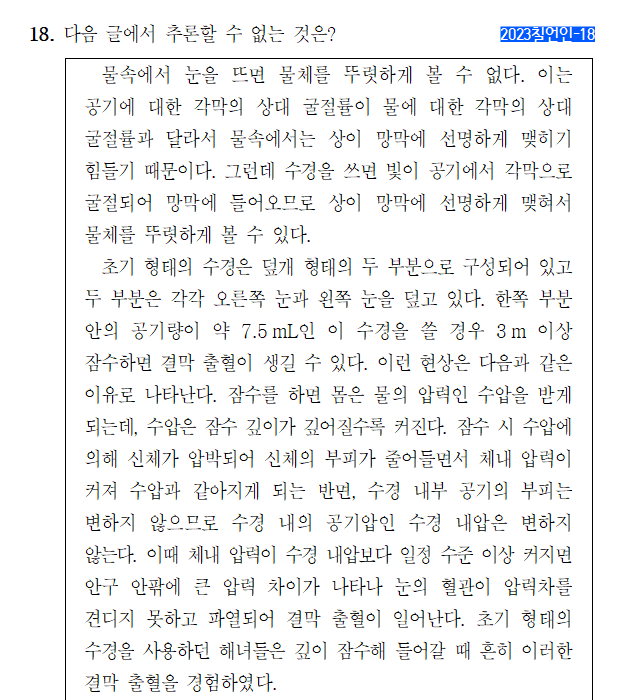 18. 다음 글에서 추론할 수 없는 것은? 2023칠언인-18
물속에서 눈을 뜨면 물체를 뚜렷하게 볼 수 없다. 이는
공기에 대한 각막의 상대 굴절률이 물에 대한 각막의 상대
굴절률과 달라서 물속에서는 상이 망막에 선명하게 맺히기
힘들기 때문이다. 그런데 수경을 쓰면 빛이 공기에서 각막으로
굴절되어 망막에 들어오므로 상이 망막에 선명하게 맺혀서
물체를 뚜렷하게 볼 수 있다.
초기 형태의 수경은 덮개 형태의 두 부분으로 구성되어 있고
두 부분은 각각 오른쪽 눈과 왼쪽 눈을 덮고 있다. 한쪽 부분
안의 공기량이 약 7.5 mL인 이 수경을 쓸 경우 3 m 이상
잠수하면 결막 출혈이 생길 수 있다. 이런 현상은 다음과 같은
이유로 나타난다. 잠수를 하면 몸은 물의 압력인 수압을 받게
되는데, 수압은 잠수 깊이가 깊어질수록 커진다. 잠수 시 수압에
의해 신체가 압박되어 신체의 부피가 줄어들면서 체내 압력이
커져 수압과 같아지게 되는 반면, 수경 내부 공기의 부피는
변하지 않으므로 수경 내의 공기압인 수경 내압은 변하지
않는다. 이때 체내 압력이 수경 내압보다 일정 수준 이상 커지면
안구 안팎에 큰 압력 차이가 나타나 눈의 혈관이 압력차를
견디지 못하고 파열되어 결막 출혈이 일어난다. 초기 형태의
수경을 사용하던 해녀들은 깊이 잠수해 들어갈 때 흔히 이러한
결막 출혈을 경험하였다.